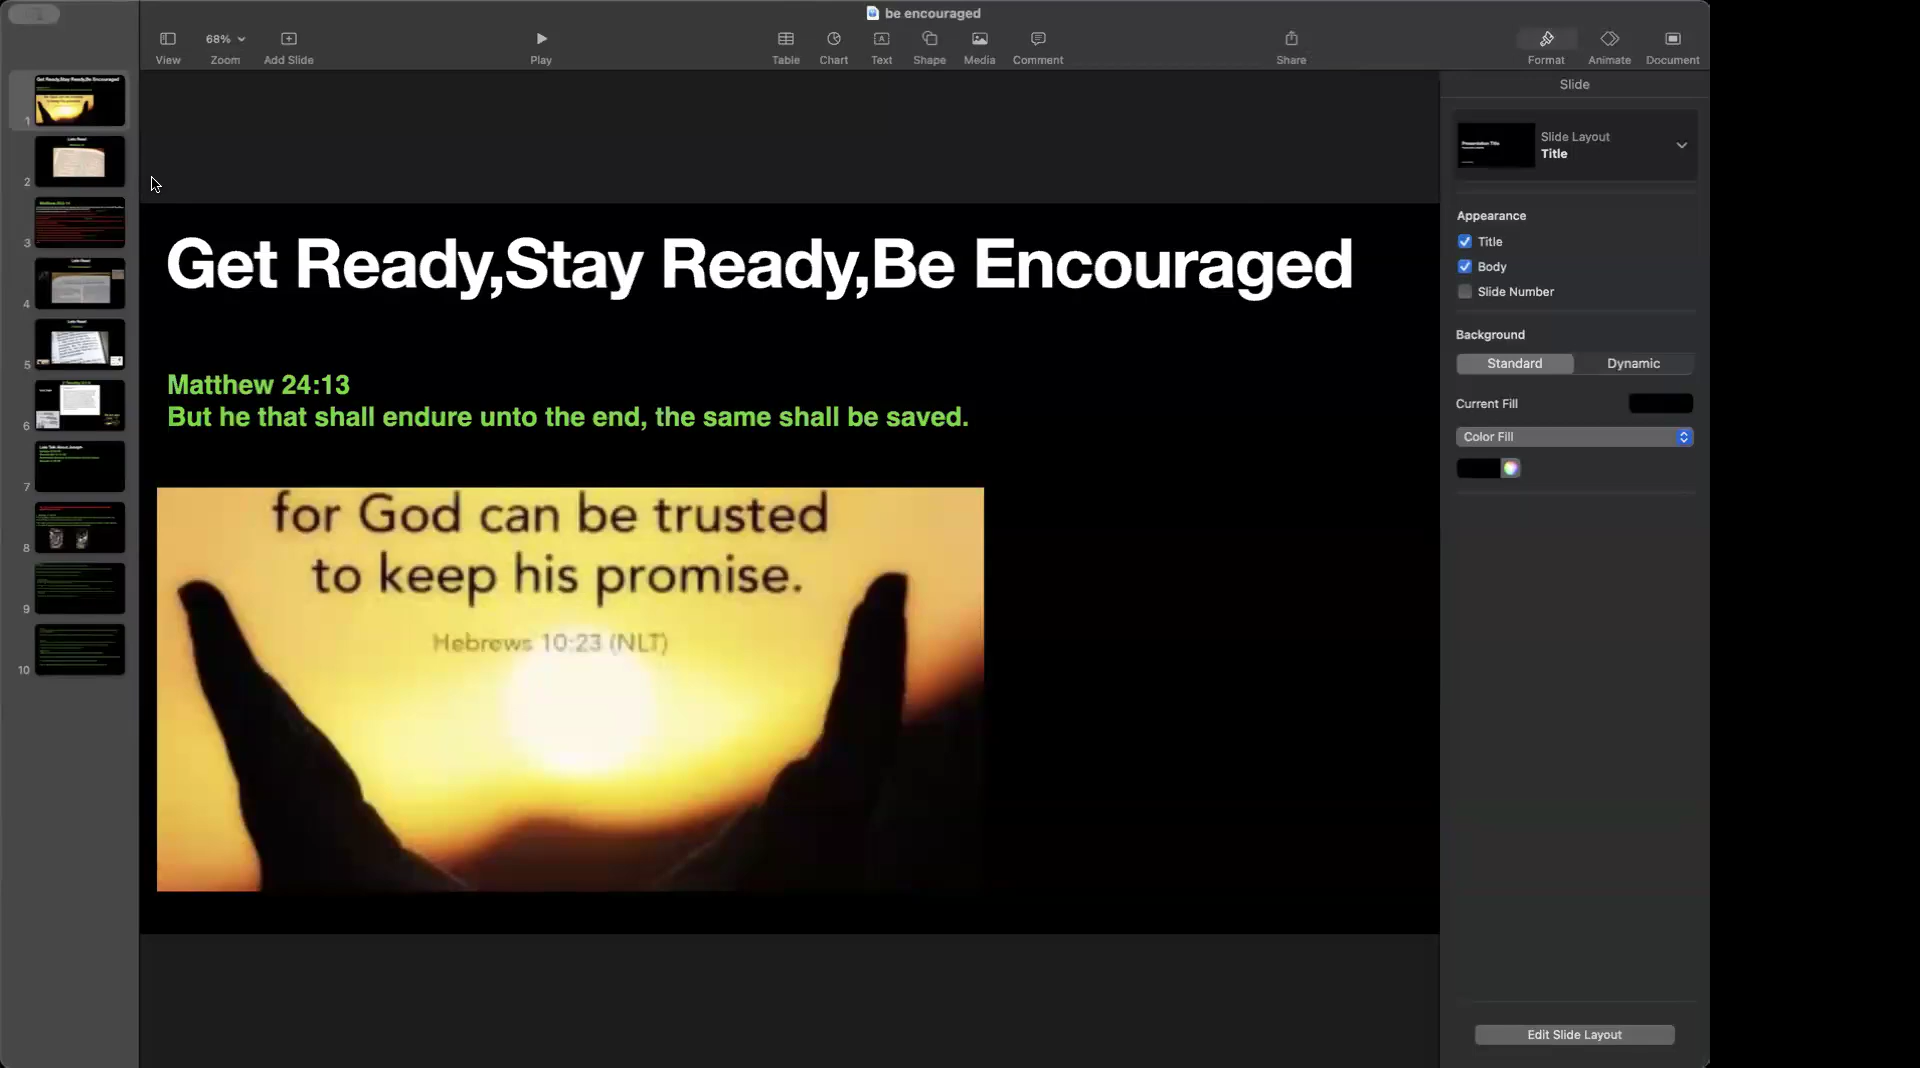 be encouraged
View
68%
Zoom
Add Slide
Play
Table
Chart
Text
Shape
Media
Comment
Share
Format
Animate
Document
Slide
Slide Layout
Title
Appearance
Title
Body
Slide Number
Background
Standard
Dynamic
Current Fill
Color Fill
Edit Slide Layout
1
2
3
4
5
6
7
8
9
10
Get Ready,Stay Ready,Be Encouraged
Matthew 24:13
But he that shall endure unto the end, the same shall be saved.
for God can be trusted
to keep his promise.
Hebrews 10:23 (NLT)